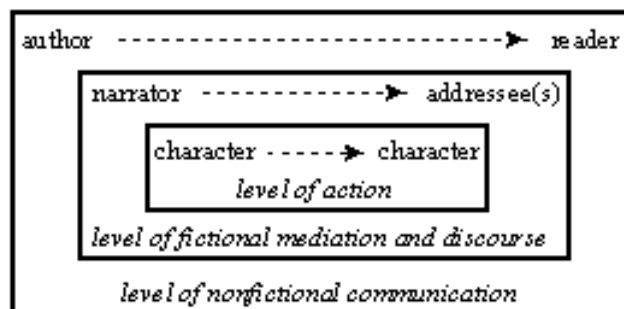 author reader
narrator addressee(s)
character character
level of action
level of fictional mediation and discourse
level of nonfictional communication